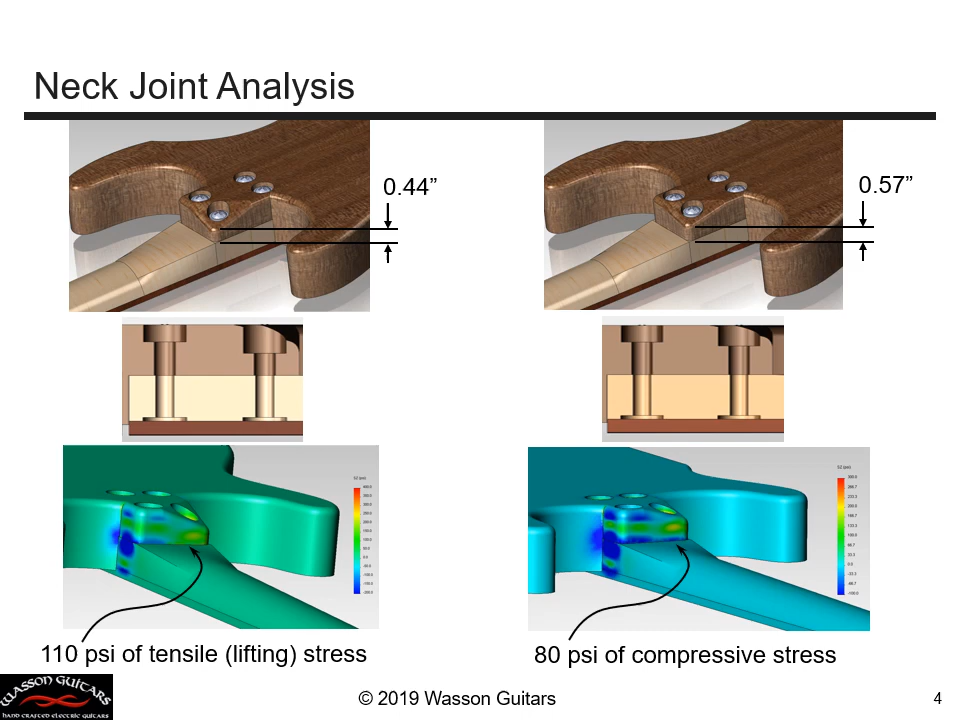 Neck Joint Analysis
0.44”
0.57”
110 psi of tensile (lifting) stress
80 psi of compressive stress
WASSON GUITARS
HAND CRAFTED ELECTRIC GUITARS
© 2019 Wasson Guitars
4